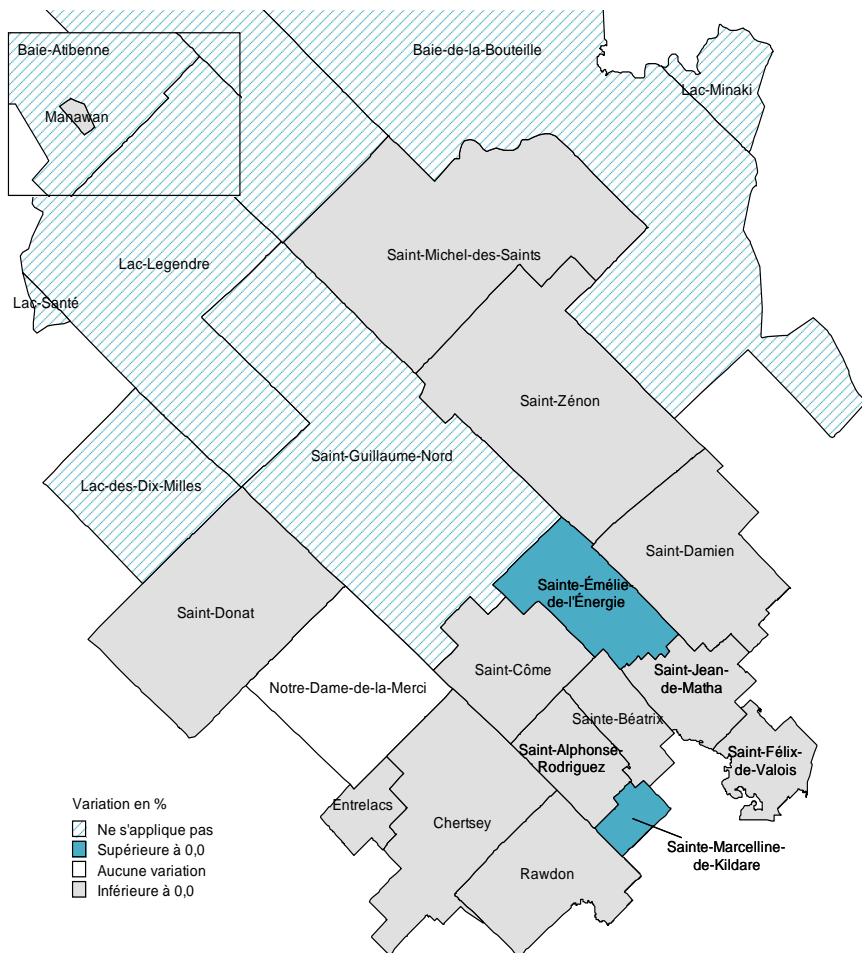 Baie-Atibenne
Baie-de-la-Bouteille
Lac-Minaki
Manawan
Saint-Michel-des-Saints
Lac-Legendre
Lac-Santé
Saint-Zénon
Saint-Guillaume-Nord
Lac-des-Dix-Milles
Saint-Damien
Sainte-Émélie-
de-l'Énergie
Saint-Donat
Saint-Côme
Saint-Jean-
de-Matha
Notre-Dame-de-la-Merci
Sainte-Béatrix
Saint-Alphonse-
Rodriguez
Saint-Félix-
de-Valois
Entrelacs
Chertsey
Sainte-Marcelline-
de-Kildare
Rawdon
Variation en %
Ne s'applique pas
Supérieure à 0,0
Aucune variation
Inférieure à 0,0